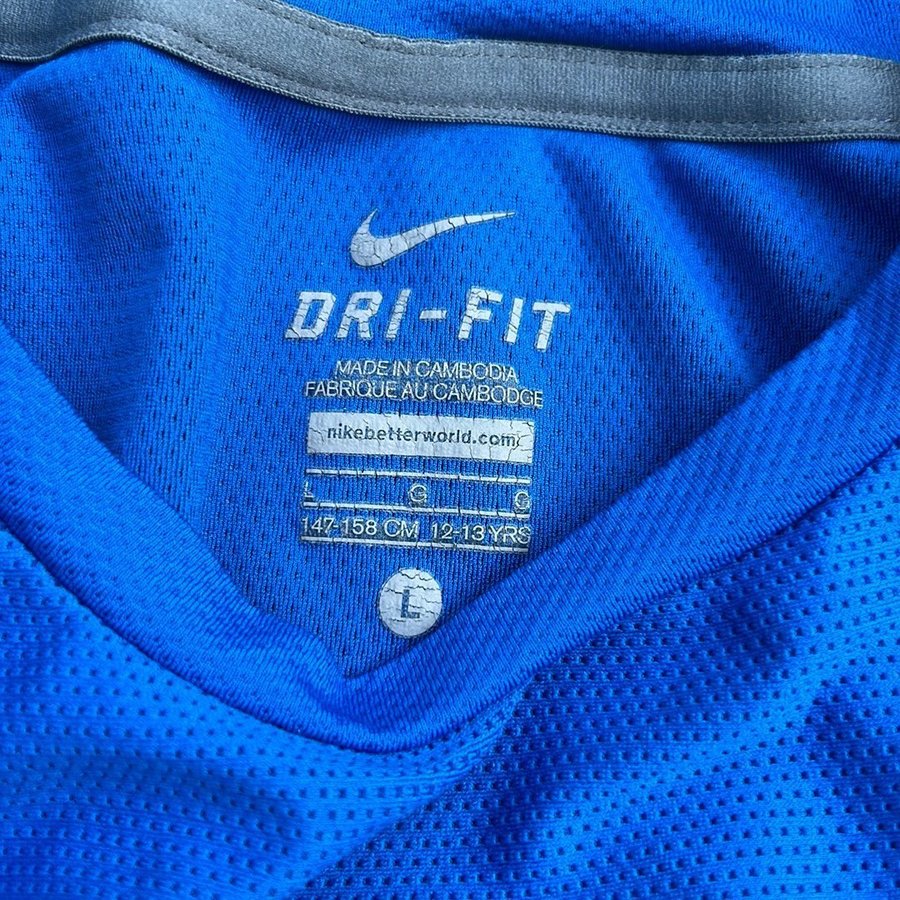 DRI-FIT
MADE IN CAMBODIA
FABRIQUE AU CAMBODGE
nikebetterworld.com
L G G
147-158 CM 12-13 YRS
L